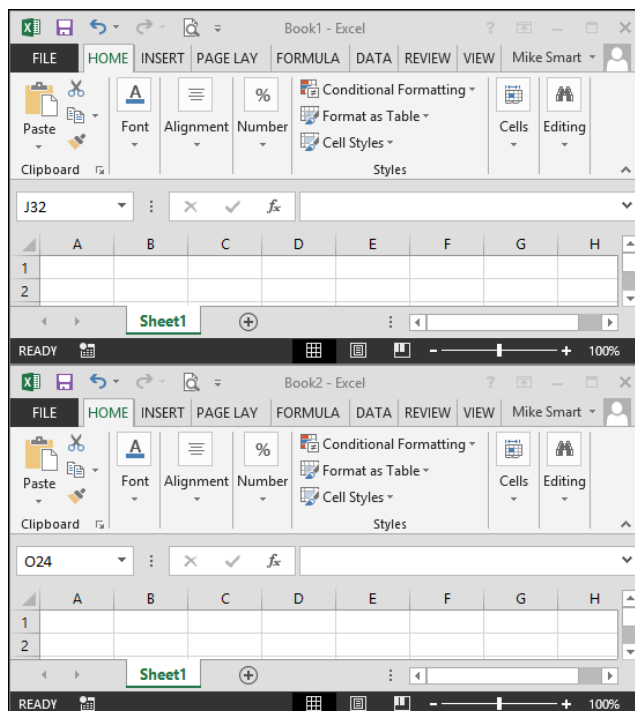 Book1 - Excel ?
FILE HOME INSERT PAGE LAY FORMULA DATA REVIEW VIEW Mike Smart
Paste Font Alignment Number Conditional Formatting Cells Editing
Format as Table
Cell Styles
Clipboard Styles
J32 fx
A B C D E F G H
1
2
Sheet1
READY 100%
Book2 - Excel ?
FILE HOME INSERT PAGE LAY FORMULA DATA REVIEW VIEW Mike Smart
Paste Font Alignment Number Conditional Formatting Cells Editing
Format as Table
Cell Styles
Clipboard Styles
O24 fx
A B C D E F G H
1
2
Sheet1
READY 100%